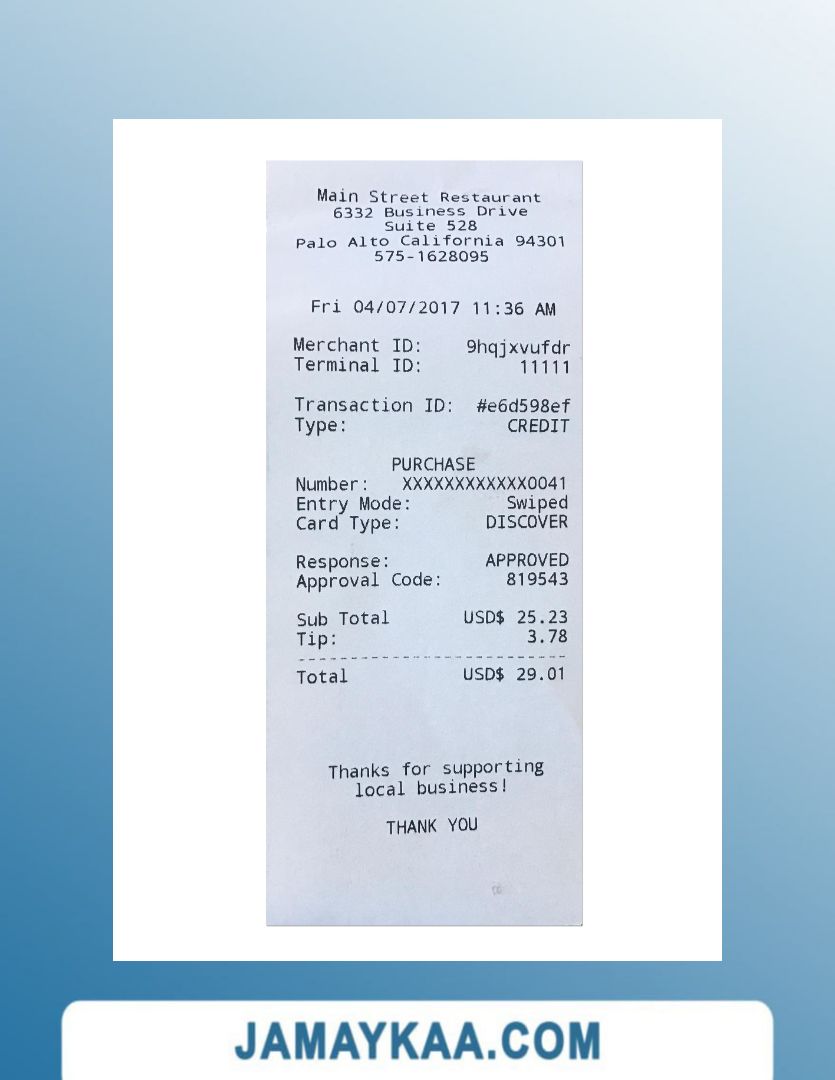 Main Street Restaurant
6332 Business Drive
Suite 528
Palo Alto California 94301
575-1628095
Fri 04/07/2017 11:36 AM
Merchant ID: 9hqjxvufdr
Terminal ID: 11111
Transaction ID: #e6d598ef
Type: CREDIT
PURCHASE
Number: XXXXXXXXXXXX0041
Entry Mode: Swiped
Card Type: DISCOVER
Response: APPROVED
Approval Code: 819543
Sub Total USD$ 25.23
Tip: 3.78
Total USD$ 29.01
Thanks for supporting
local business!
THANK YOU
JAMAYKAA.COM